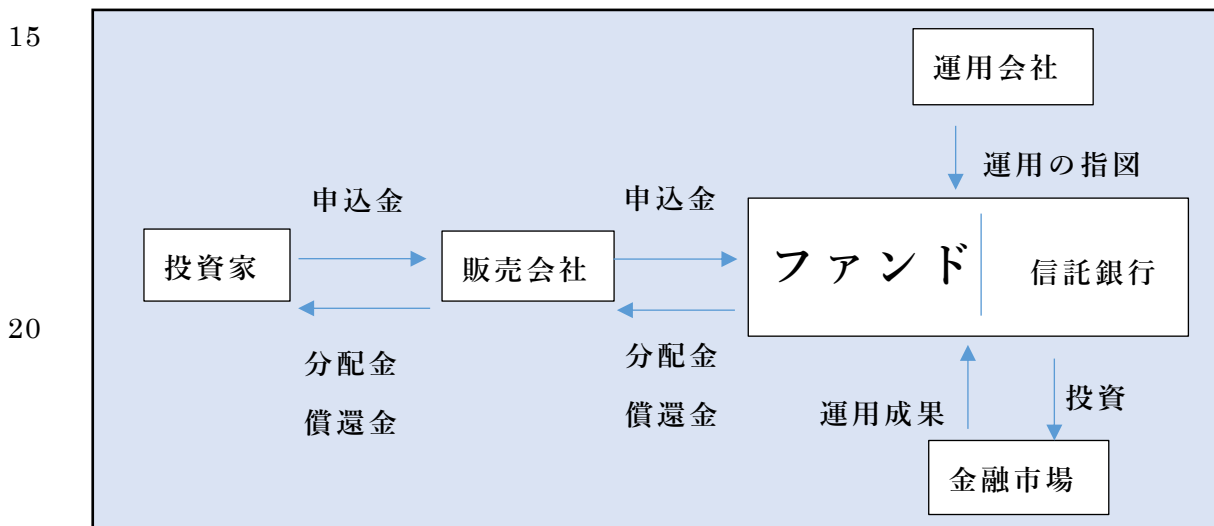 15
運用会社
運用の指図
申込金
申込金
投資家
販売会社
ファンド
信託銀行
20
分配金
償還金
分配金
償還金
運用成果
投資
金融市場